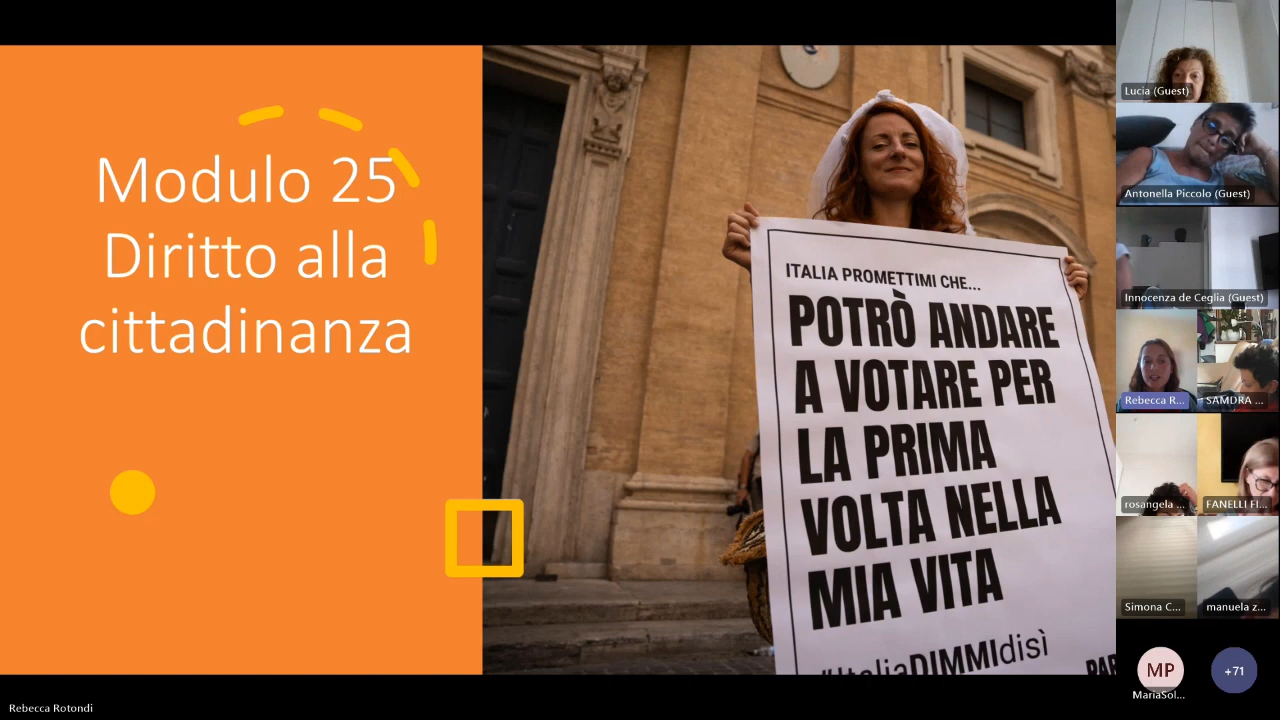 Modulo 25
Diritto alla
cittadinanza
ITALIA PROMETTIMI CHE...
POTRÒ ANDARE
A VOTARE PER
LA PRIMA
VOLTA NELLA
MIA VITA
#ItaliaDIMMIdisì
PAR
Lucia (Guest)
Antonella Piccolo (Guest)
Innocenza de Ceglia (Guest)
Rebecca R...
SAMDRA ...
rosangela ...
FANELLI FI...
Simona C...
manuela z...
MP
MariaSol...
+71
Rebecca Rotondi